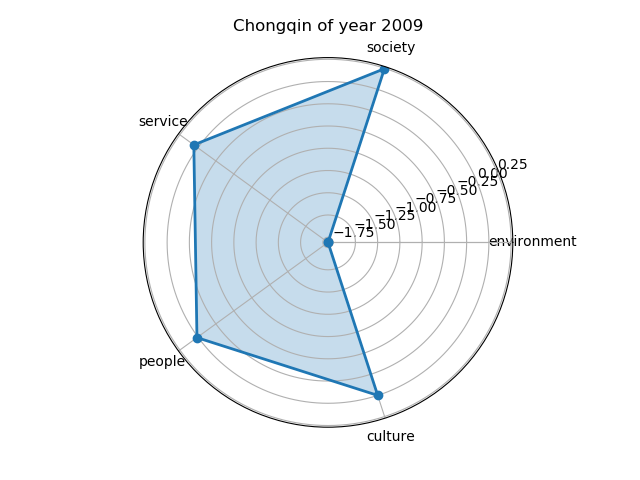 Chongqin of year 2009
society
service
0.25
0.00
−0.25
−0.50
−0.75
−1.00
−1.25
−1.50
−1.75
environment
people
culture